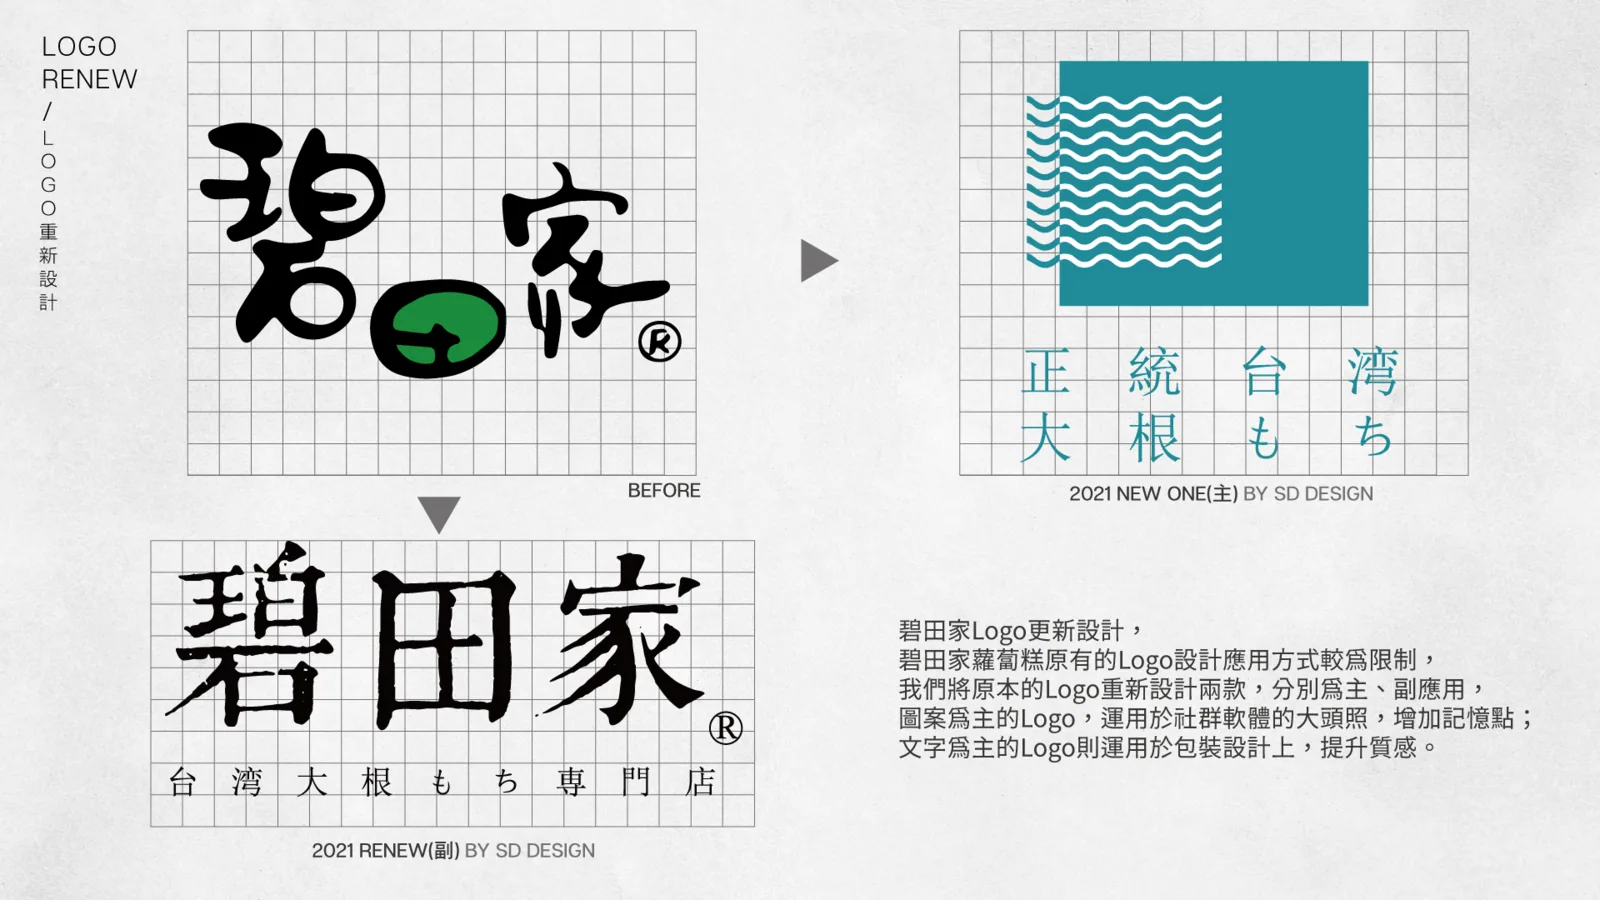 LOGO
RENEW
/
LOGO重新設計
碧田家
®
BEFORE
正統台湾
大根もち
2021 NEW ONE(主) BY SD DESIGN
碧田家
®
台湾大根もち専門店
2021 RENEW(副) BY SD DESIGN
碧田家Logo更新設計，
碧田家蘿蔔糕原有的Logo設計應用方式較為限制，
我們將原本的Logo重新設計兩款，分別為主、副應用，
圖案為主的Logo，運用於社群軟體的大頭照，增加記憶點；
文字為主的Logo則運用於包裝設計上，提升質感。